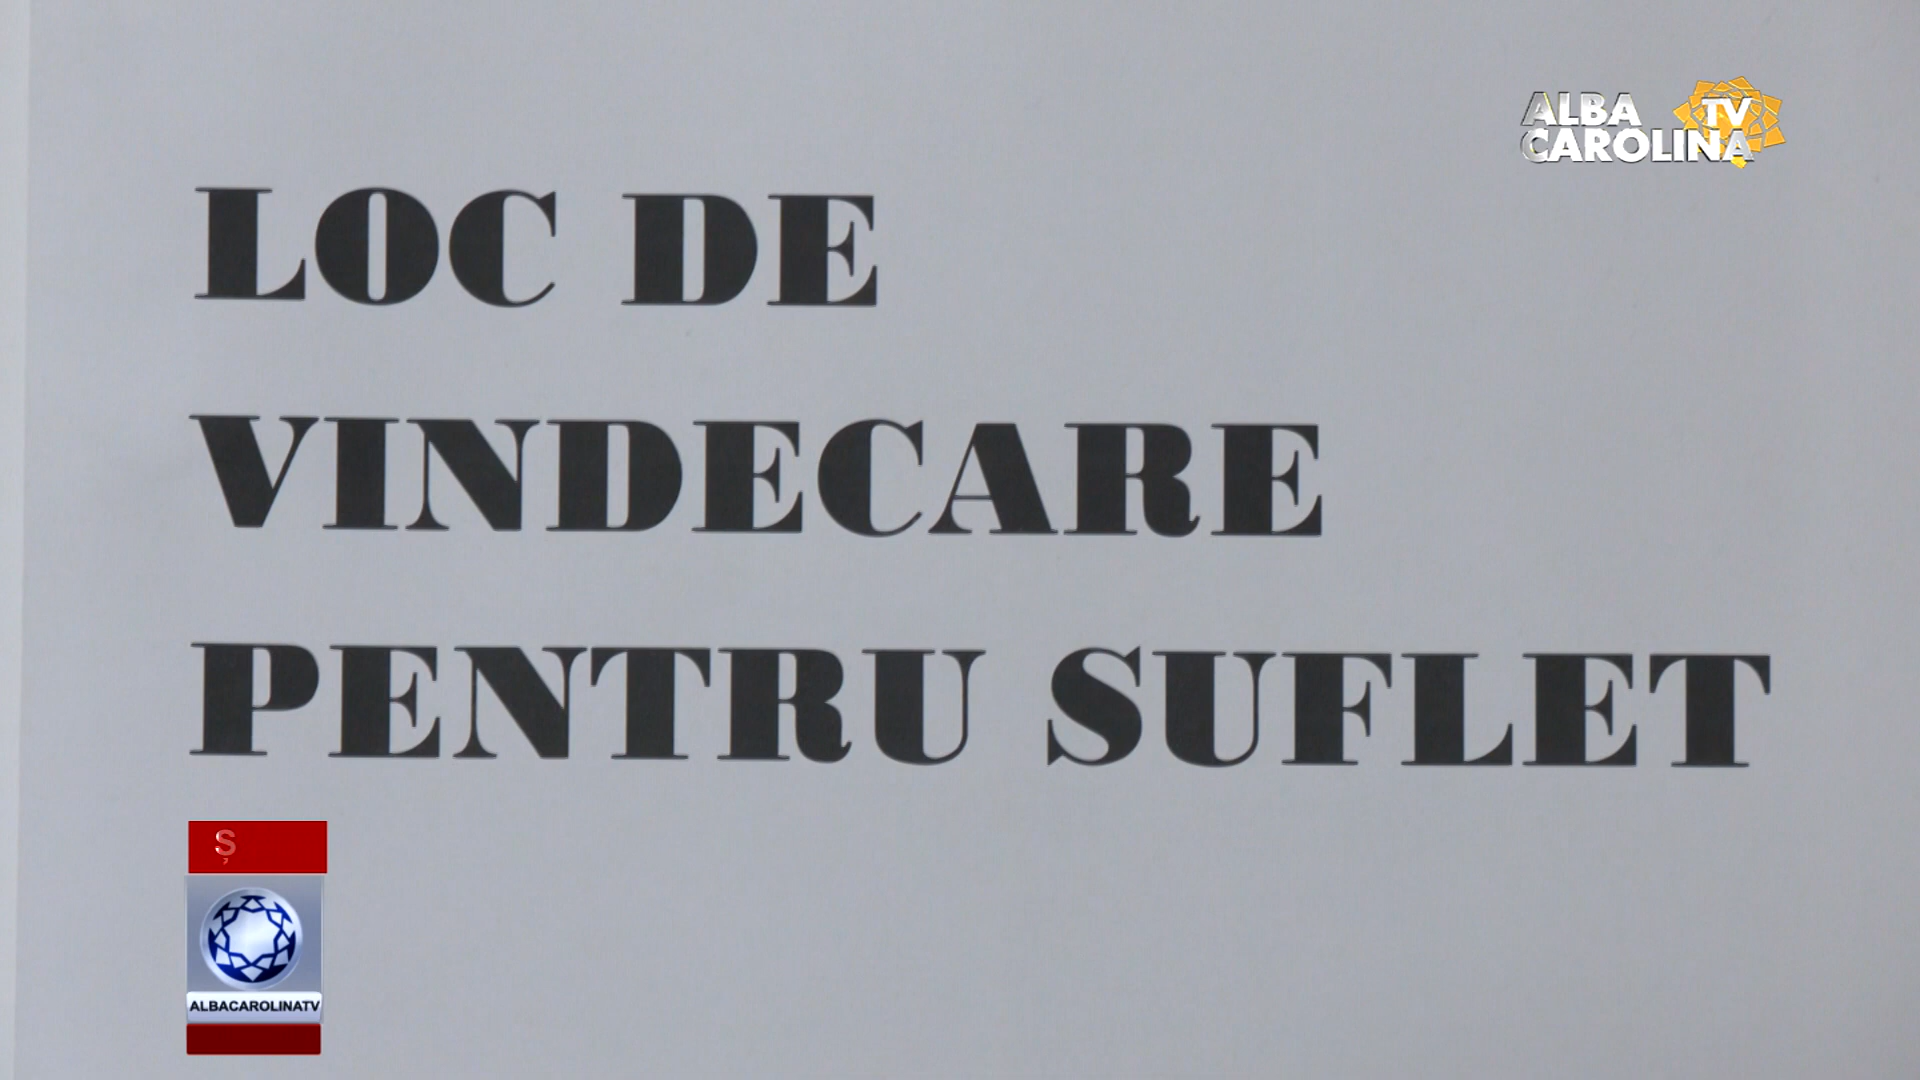 ALBA TV
CAROLINA
LOC DE
VINDECARE
PENTRU SUFLET
Ș
ALBACAROLINATV